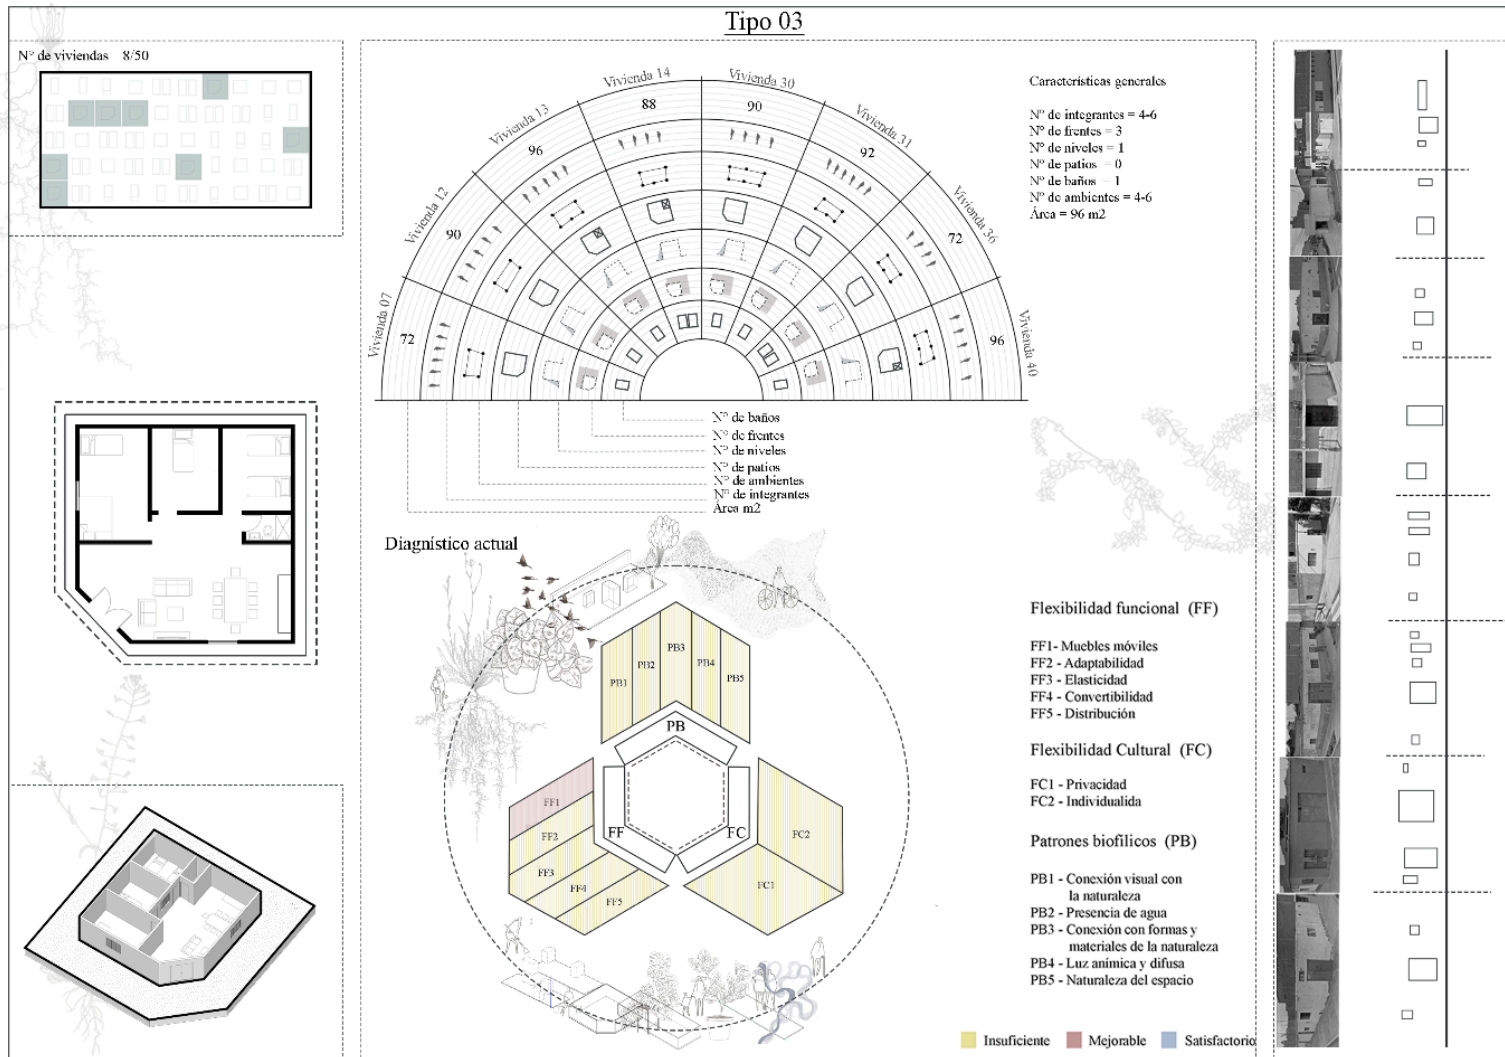 Tipo 03
N° de viviendas 8/50
Vivienda 07
Vivienda 12
Vivienda 13
Vivienda 14
Vivienda 30
Vivienda 31
Vivienda 36
Vivienda 40
72
90
96
88
90
92
72
96
N° de baños
N° de frentes
N° de niveles
N° de patios
N° de ambientes
N° de integrantes
Área m2
Características generales
N° de integrantes = 4-6
N° de frentes = 3
N° de niveles = 1
N° de patios = 0
N° de baños = 1
N° de ambientes = 4-6
Área = 96 m2
Diagnístico actual
PB1
PB2
PB3
PB4
PB5
PB
FF
FC
FF1
FF2
FF3
FF4
FF5
FC2
FC1
Flexibilidad funcional (FF)
FF1- Muebles móviles
FF2 - Adaptabilidad
FF3 - Elasticidad
FF4 - Convertibilidad
FF5 - Distribución
Flexibilidad Cultural (FC)
FC1 - Privacidad
FC2 - Individualida
Patrones biofílicos (PB)
PB1 - Conexión visual con
la naturaleza
PB2 - Presencia de agua
PB3 - Conexión con formas y
materiales de la naturaleza
PB4 - Luz anímica y difusa
PB5 - Naturaleza del espacio
Insuficiente
Mejorable
Satisfactorio